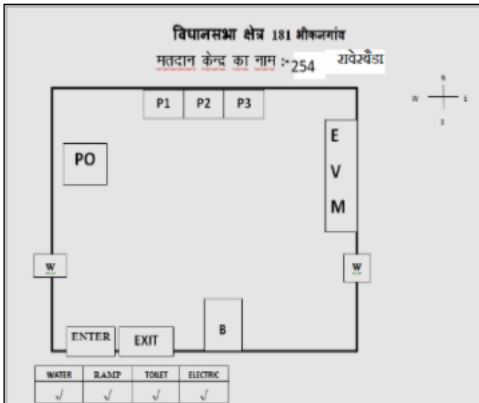 विधानसभा क्षेत्र 181 भीकनगांव
मतदान केन्द्र का नाम :- 254 रावेरखैडा
N
W E
S
P1 P2 P3
PO
E
V
M
W W
B
ENTER EXIT
WATER RAMP TOILET ELECTRIC
√ √ √ √